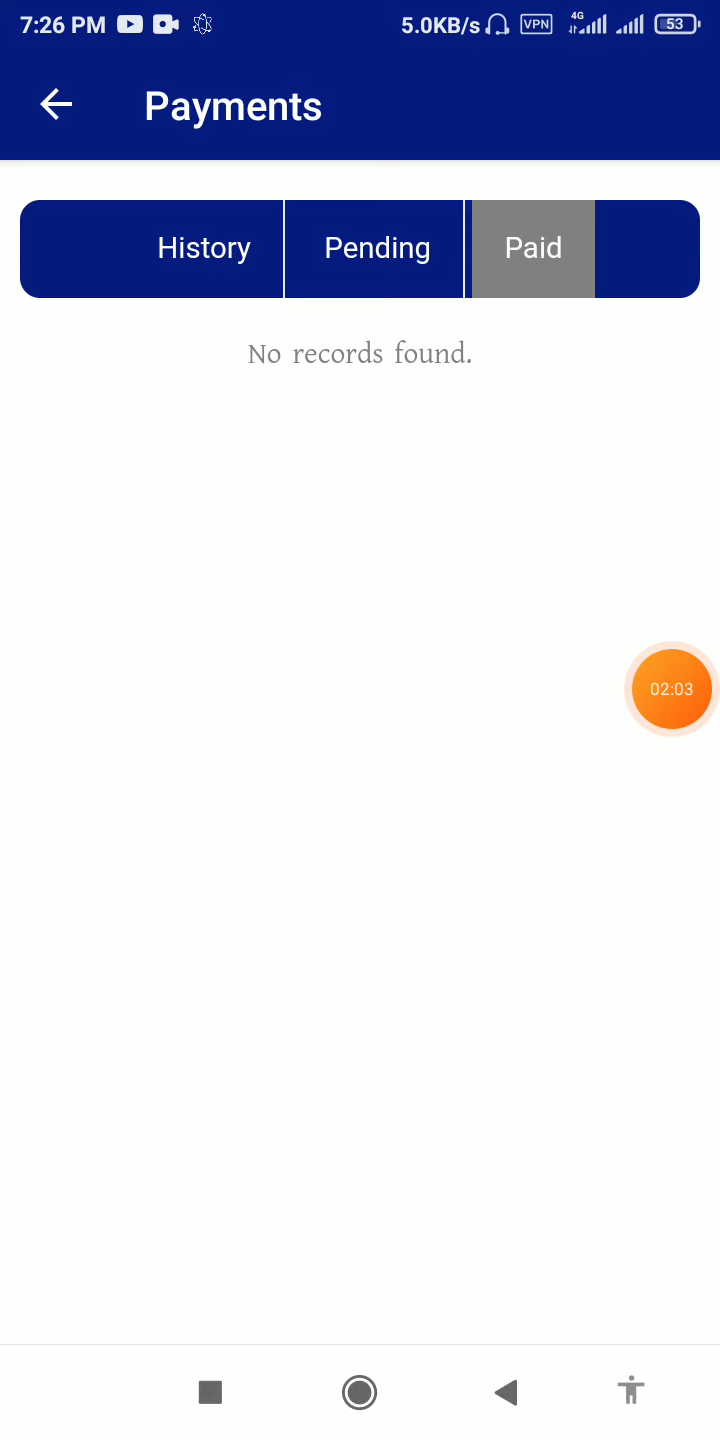 7:26 PM 5.0KB/s VPN 4G 53
Payments
History Pending Paid
No records found.
02:03